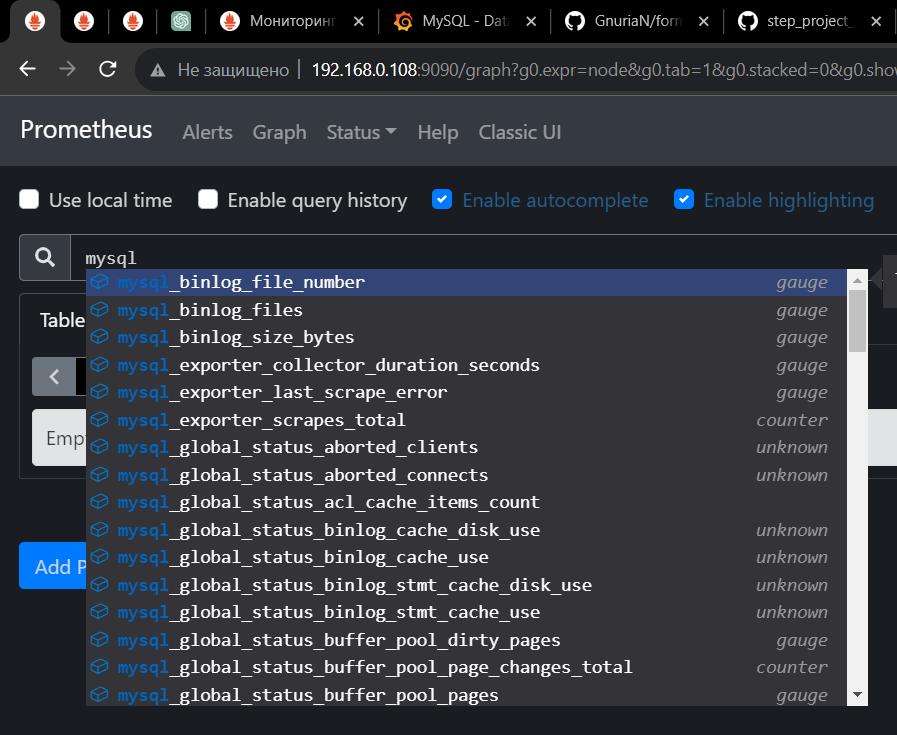 Мониторинг
MySQL - Data
GnuriaN/form
step_project_
Не защищено
192.168.0.108:9090/graph?g0.expr=node&g0.tab=1&g0.stacked=0&g0.show
Prometheus Alerts Graph Status Help Classic UI
Use local time Enable query history Enable autocomplete Enable highlighting
mysql
mysql_binlog_file_number gauge
mysql_binlog_files gauge
mysql_binlog_size_bytes gauge
Table
mysql_exporter_collector_duration_seconds gauge
mysql_exporter_last_scrape_error gauge
mysql_exporter_scrapes_total counter
Emp
mysql_global_status_aborted_clients unknown
mysql_global_status_aborted_connects unknown
mysql_global_status_acl_cache_items_count
mysql_global_status_binlog_cache_disk_use unknown
mysql_global_status_binlog_cache_use unknown
Add P
mysql_global_status_binlog_stmt_cache_disk_use unknown
mysql_global_status_binlog_stmt_cache_use unknown
mysql_global_status_buffer_pool_dirty_pages gauge
mysql_global_status_buffer_pool_page_changes_total counter
mysql_global_status_buffer_pool_pages gauge